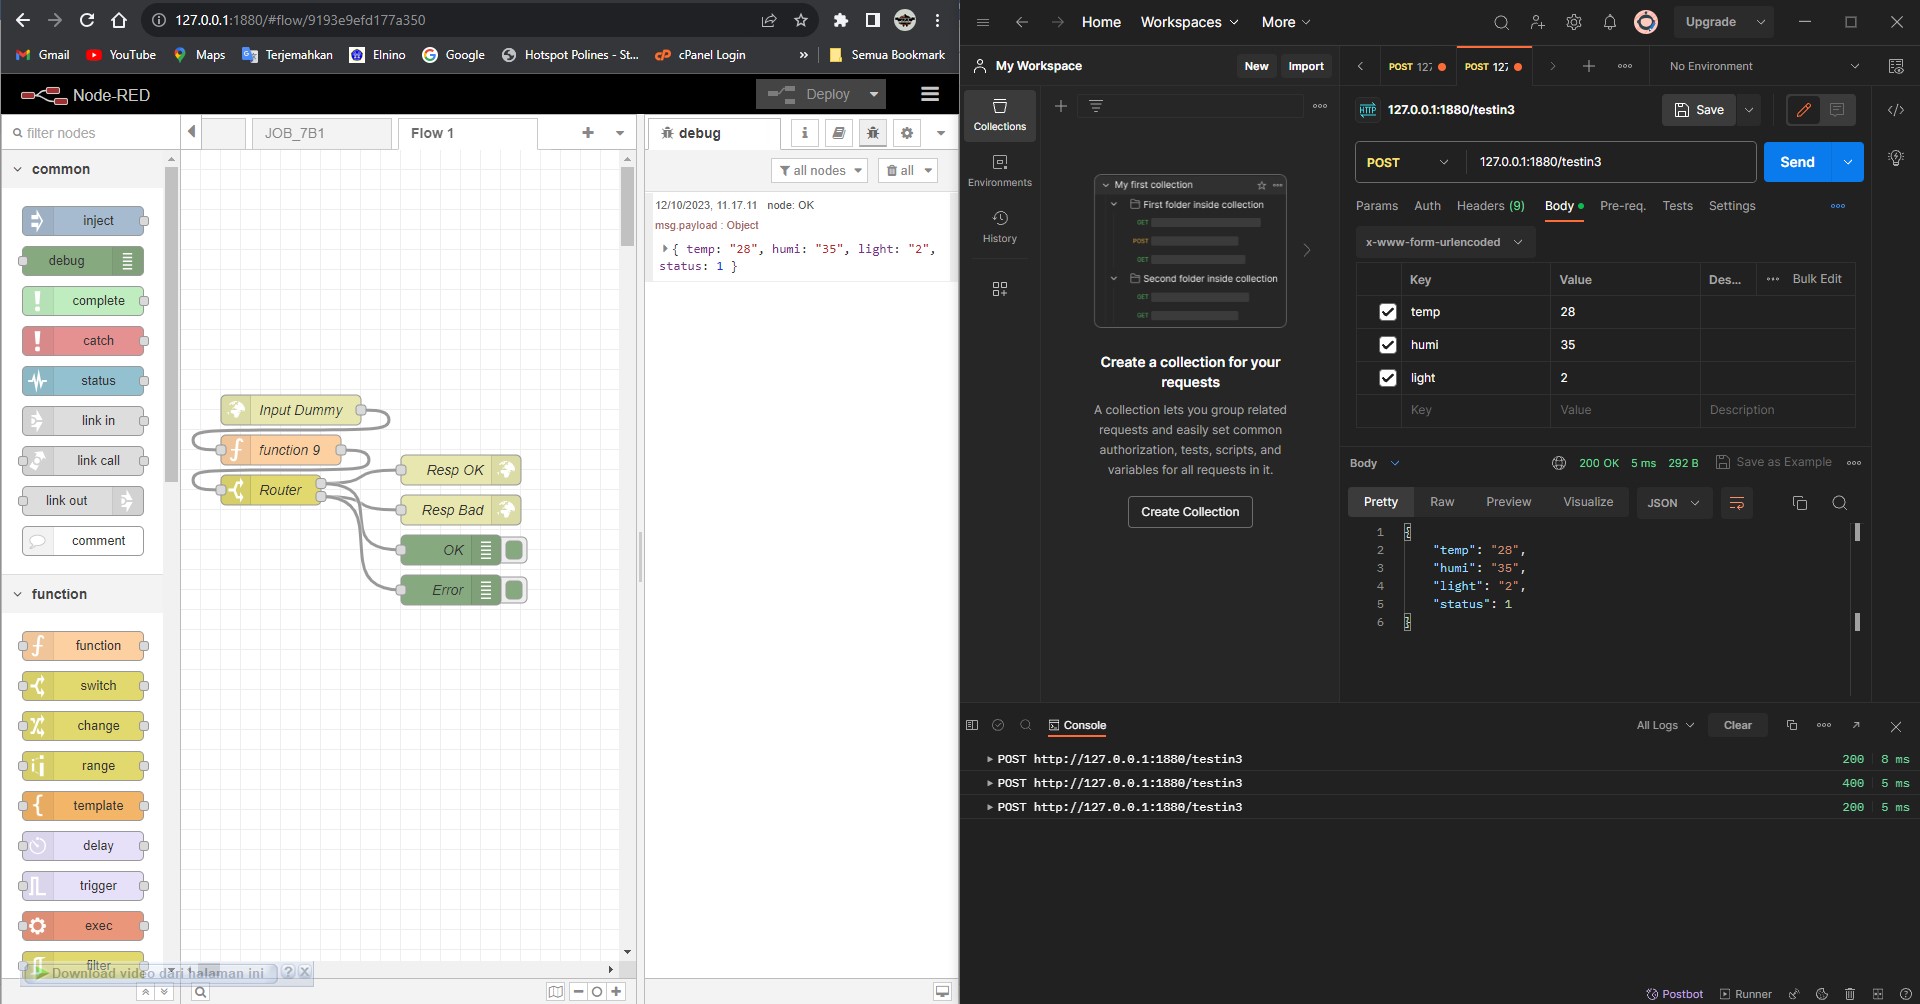 127.0.0.1:1880/#flow/9193e9efd177a350
Gmail YouTube Maps Terjemahkan Elnino Google Hotspot Polines - St... cPanel Login » Semua Bookmark
Node-RED Deploy
filter nodes
common
inject
debug
complete
catch
status
link in
link call
link out
comment
function
function
switch
change
range
template
delay
trigger
exec
filter
Download video dari halaman ini ? X
JOB_7B1 Flow 1
Input Dummy
function 9
Router
Resp OK
Resp Bad
OK
Error
debug
all nodes all
12/10/2023, 11.17.11 node: OK
msg.payload : Object
{ temp: "28", humi: "35", light: "2",
status: 1 }
Home Workspaces More Upgrade
My Workspace New Import
Collections
Environments
History
My first collection
First folder inside collection
GET
POST
GET
Second folder inside collection
GET
GET
Create a collection for your
requests
A collection lets you group related
requests and easily set common
authorization, tests, scripts, and
variables for all requests in it.
Create Collection
POST 127 POST 127 No Environment
HTTP 127.0.0.1:1880/testin3 Save
POST 127.0.0.1:1880/testin3 Send
Params Auth Headers (9) Body Pre-req. Tests Settings
x-www-form-urlencoded
Key Value Des... Bulk Edit
temp 28
humi 35
light 2
Key Value Description
Body 200 OK 5 ms 292 B Save as Example
Pretty Raw Preview Visualize JSON
1 {
2 "temp": "28",
3 "humi": "35",
4 "light": "2",
5 "status": 1
6 }
Console All Logs Clear
POST http://127.0.0.1:1880/testin3 200 8 ms
POST http://127.0.0.1:1880/testin3 400 5 ms
POST http://127.0.0.1:1880/testin3 200 5 ms
Postbot Runner